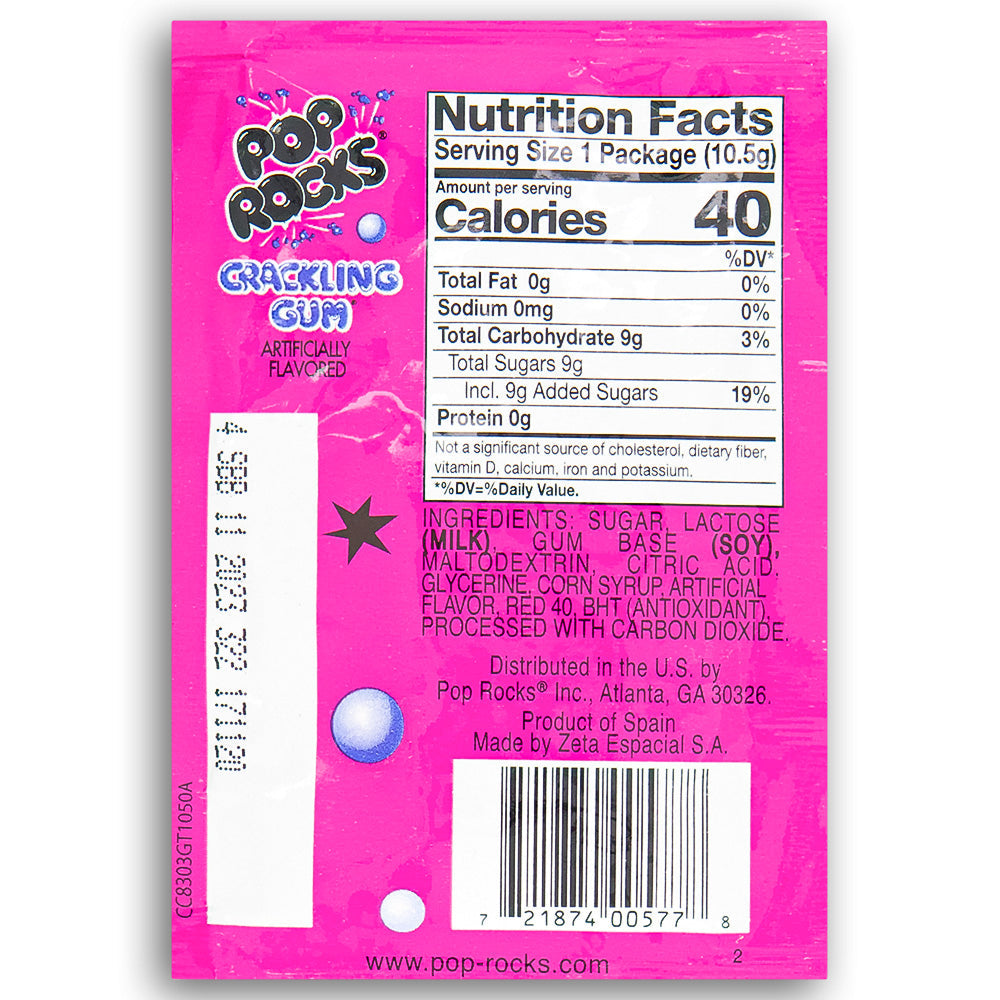 POP
ROCKS®
CRACKLING
GUM
ARTIFICIALLY
FLAVORED
Nutrition Facts
Serving Size 1 Package (10.5g)
Amount per serving
Calories 40
%DV*
Total Fat 0g 0%
Sodium 0mg 0%
Total Carbohydrate 9g 3%
Total Sugars 9g
Incl. 9g Added Sugars 19%
Protein 0g
Not a significant source of cholesterol, dietary fiber,
vitamin D, calcium, iron and potassium.
*%DV=%Daily Value.
INGREDIENTS: SUGAR, LACTOSE
(MILK), GUM BASE (SOY),
MALTODEXTRIN, CITRIC ACID,
GLYCERINE, CORN SYRUP, ARTIFICIAL
FLAVOR, RED 40, BHT (ANTIOXIDANT),
PROCESSED WITH CARBON DIOXIDE.
Distributed in the U.S. by
Pop Rocks® Inc., Atlanta, GA 30326.
Product of Spain
Made by Zeta Espacial S.A.
7 21874 00577 8
2
www.pop-rocks.com
CC8303GT1050A